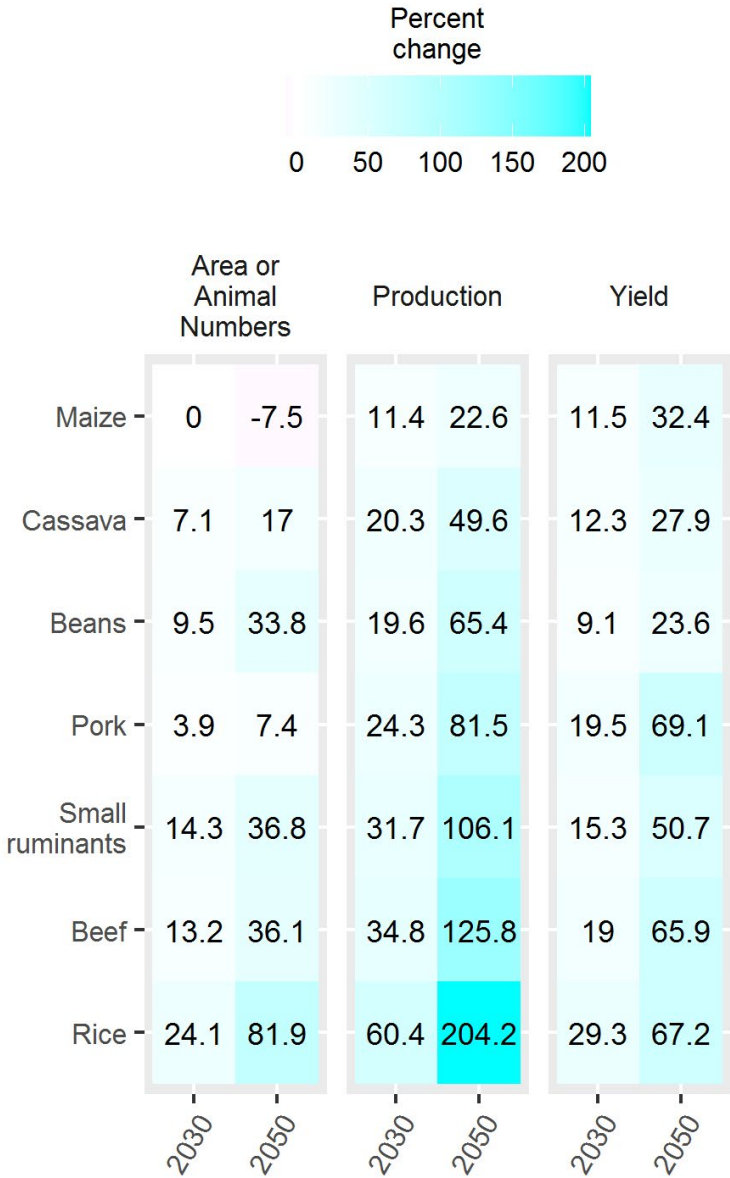 Percent
change
0 50 100 150 200
Area or
Animal
Numbers
Production
Yield
Maize 0 -7.5 11.4 22.6 11.5 32.4
Cassava 7.1 17 20.3 49.6 12.3 27.9
Beans 9.5 33.8 19.6 65.4 9.1 23.6
Pork 3.9 7.4 24.3 81.5 19.5 69.1
Small
ruminants 14.3 36.8 31.7 106.1 15.3 50.7
Beef 13.2 36.1 34.8 125.8 19 65.9
Rice 24.1 81.9 60.4 204.2 29.3 67.2
2030 2050 2030 2050 2030 2050